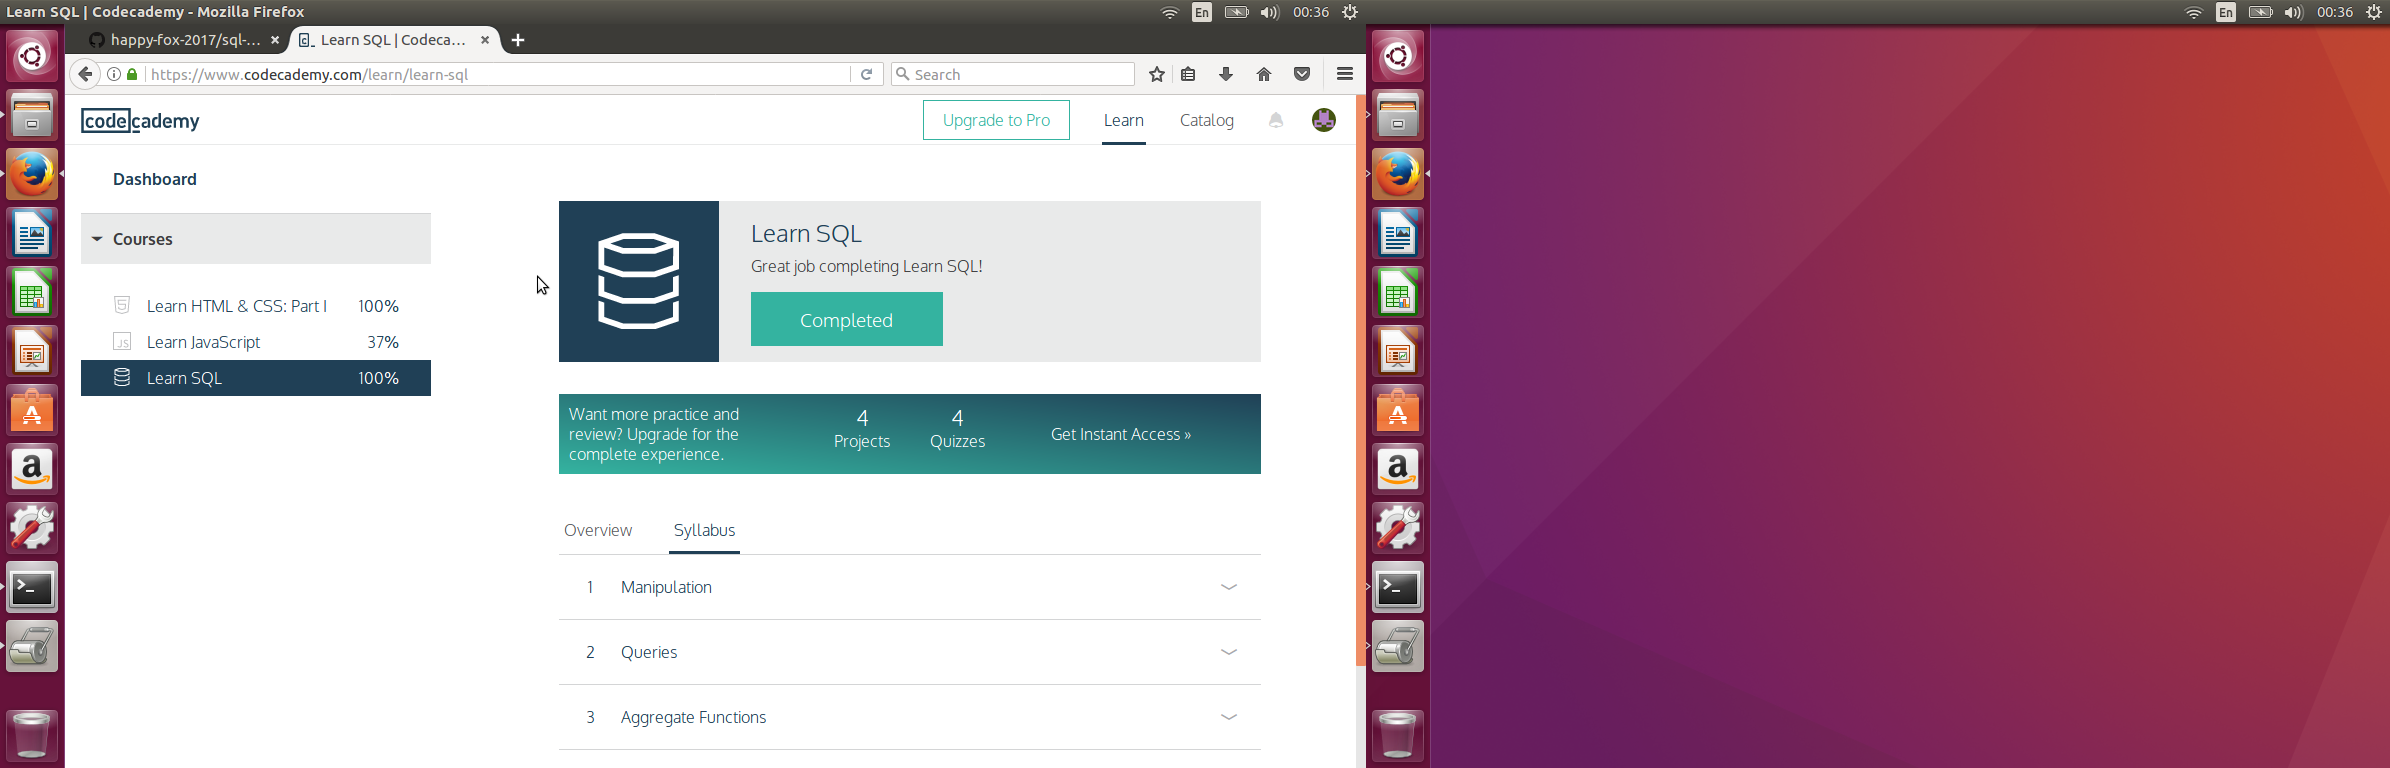 Learn SQL | Codecademy - Mozilla Firefox
En
00:36
En
00:36
happy-fox-2017/sql-...
Learn SQL | Codeca...
https://www.codecademy.com/learn/learn-sql
Search
codecademy
Upgrade to Pro
Learn
Catalog
Dashboard
Courses
Learn HTML & CSS: Part I 100%
JS Learn JavaScript 37%
Learn SQL 100%
Learn SQL
Great job completing Learn SQL!
Completed
Want more practice and
review? Upgrade for the
complete experience.
4
Projects
4
Quizzes
Get Instant Access »
Overview
Syllabus
1 Manipulation
2 Queries
3 Aggregate Functions